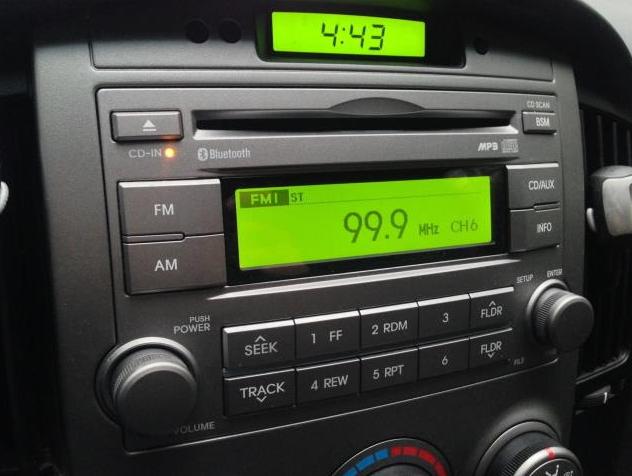 4:43
CD SCAN
BSM
CD-IN
Bluetooth
MP3
FM
AM
FM1 ST
99.9 MHz CH6
CD/AUX
INFO
SETUP
ENTER
PUSH
POWER
VOLUME
SEEK
1 FF
2 RDM
3
FLDR
TRACK
4 REW
5 RPT
6
FLDR
FILE